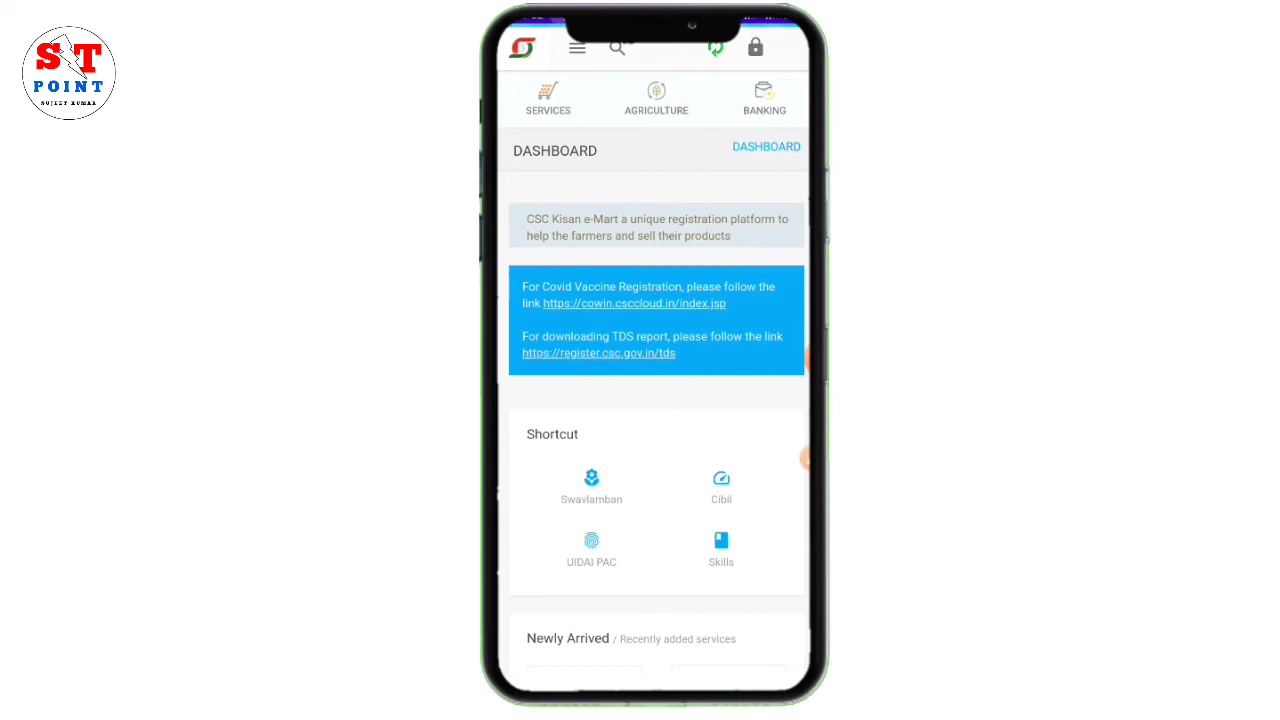 S T
POINT
SUJEET KUMAR
SERVICES
AGRICULTURE
BANKING
DASHBOARD
DASHBOARD
CSC Kisan e-Mart a unique registration platform to
help the farmers and sell their products
For Covid Vaccine Registration, please follow the
link https://cowin.csccloud.in/index.jsp
For downloading TDS report, please follow the link
https://register.csc.gov.in/tds
Shortcut
Swavlamban
Cibil
UIDAI PAC
Skills
Newly Arrived / Recently added services